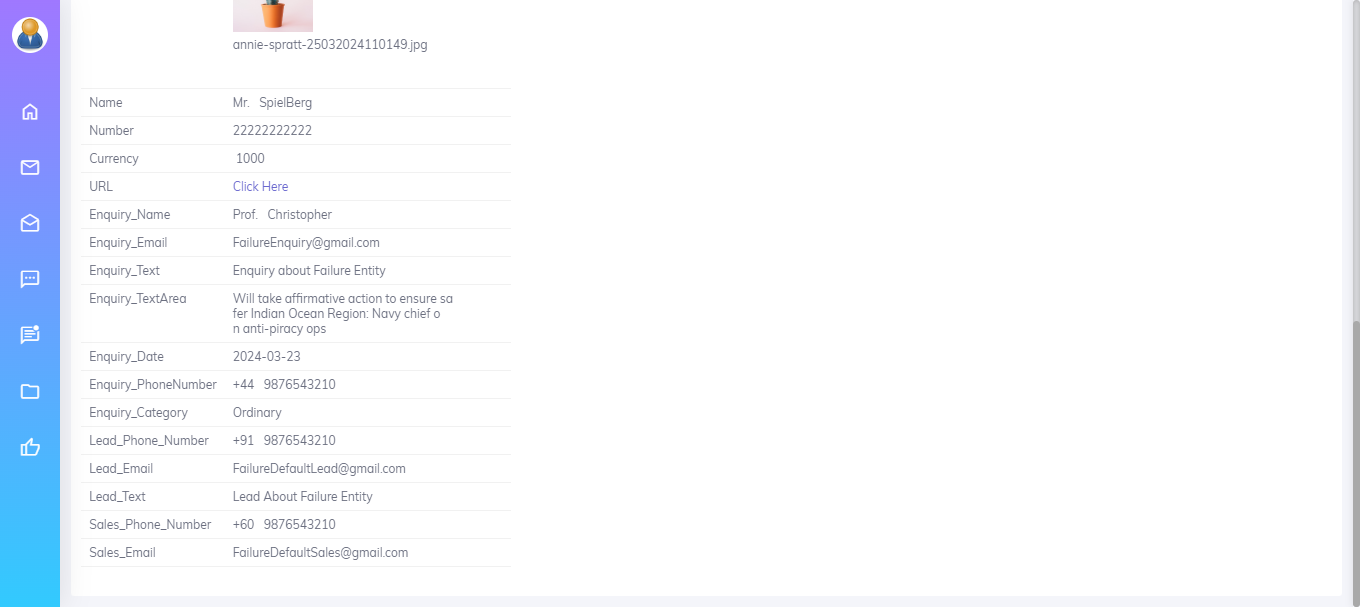 annie-spratt-25032024110149.jpg
Name Mr. SpielBerg
Number 22222222222
Currency 1000
URL Click Here
Enquiry_Name Prof. Christopher
Enquiry_Email FailureEnquiry@gmail.com
Enquiry_Text Enquiry about Failure Entity
Enquiry_TextArea Will take affirmative action to ensure sa
fer Indian Ocean Region: Navy chief o
n anti-piracy ops
Enquiry_Date 2024-03-23
Enquiry_PhoneNumber +44 9876543210
Enquiry_Category Ordinary
Lead_Phone_Number +91 9876543210
Lead_Email FailureDefaultLead@gmail.com
Lead_Text Lead About Failure Entity
Sales_Phone_Number +60 9876543210
Sales_Email FailureDefaultSales@gmail.com